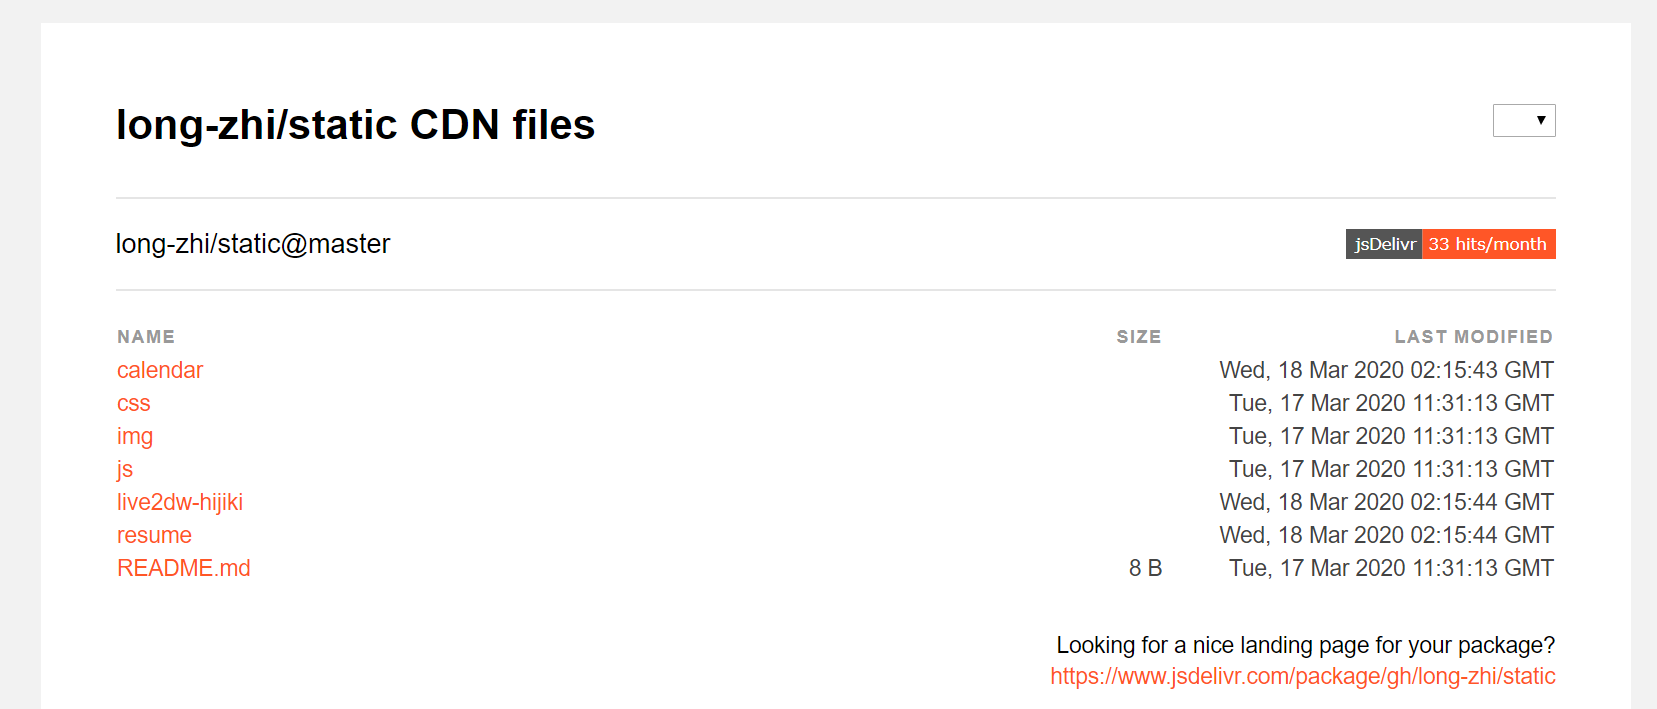 long-zhi/static CDN files
▼
long-zhi/static@master
jsDelivr 33 hits/month
NAME SIZE LAST MODIFIED
calendar Wed, 18 Mar 2020 02:15:43 GMT
css Tue, 17 Mar 2020 11:31:13 GMT
img Tue, 17 Mar 2020 11:31:13 GMT
js Tue, 17 Mar 2020 11:31:13 GMT
live2dw-hijiki Wed, 18 Mar 2020 02:15:44 GMT
resume Wed, 18 Mar 2020 02:15:44 GMT
README.md 8 B Tue, 17 Mar 2020 11:31:13 GMT
Looking for a nice landing page for your package?
https://www.jsdelivr.com/package/gh/long-zhi/static